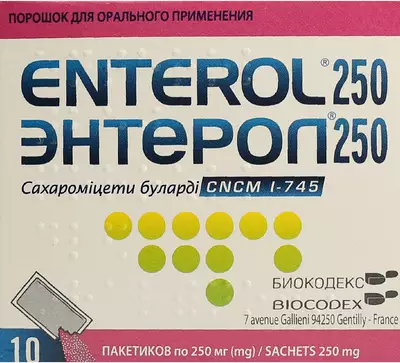 ПОРОШОК ДЛЯ ОРАЛЬНОГО ПРИМЕНЕНИЯ
ENTEROL® 250
ЭНТЕРОЛ® 250
Сахароміцети буларді CNCM I-745
БИОКОДЕКС
BIOCODEX
7 avenue Gallieni 94250 Gentilly - France
10 ПАКЕТИКОВ по 250 мг (mg) / SACHETS 250 mg